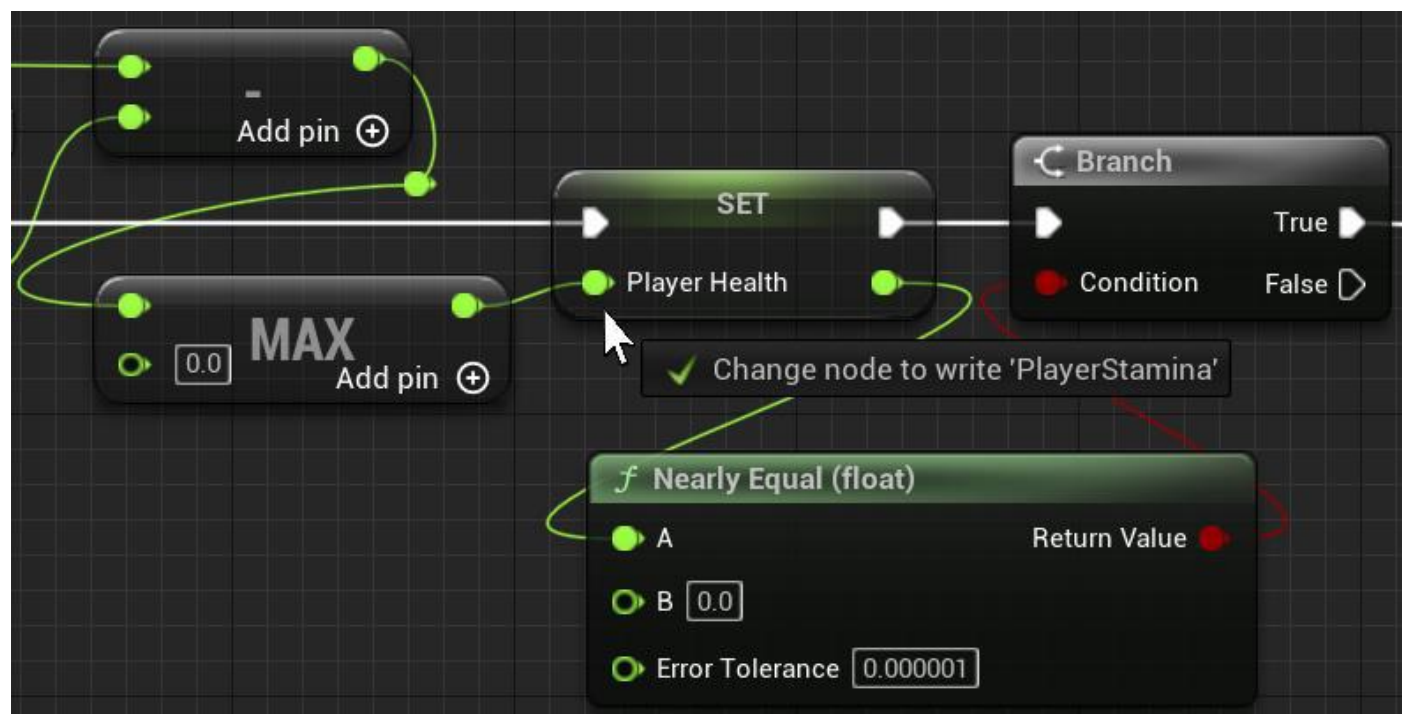 -
Add pin
MAX
0.0
Add pin
SET
Player Health
Branch
True
Condition
False
Change node to write 'PlayerStamina'
f Nearly Equal (float)
A
Return Value
B 0.0
Error Tolerance 0.000001